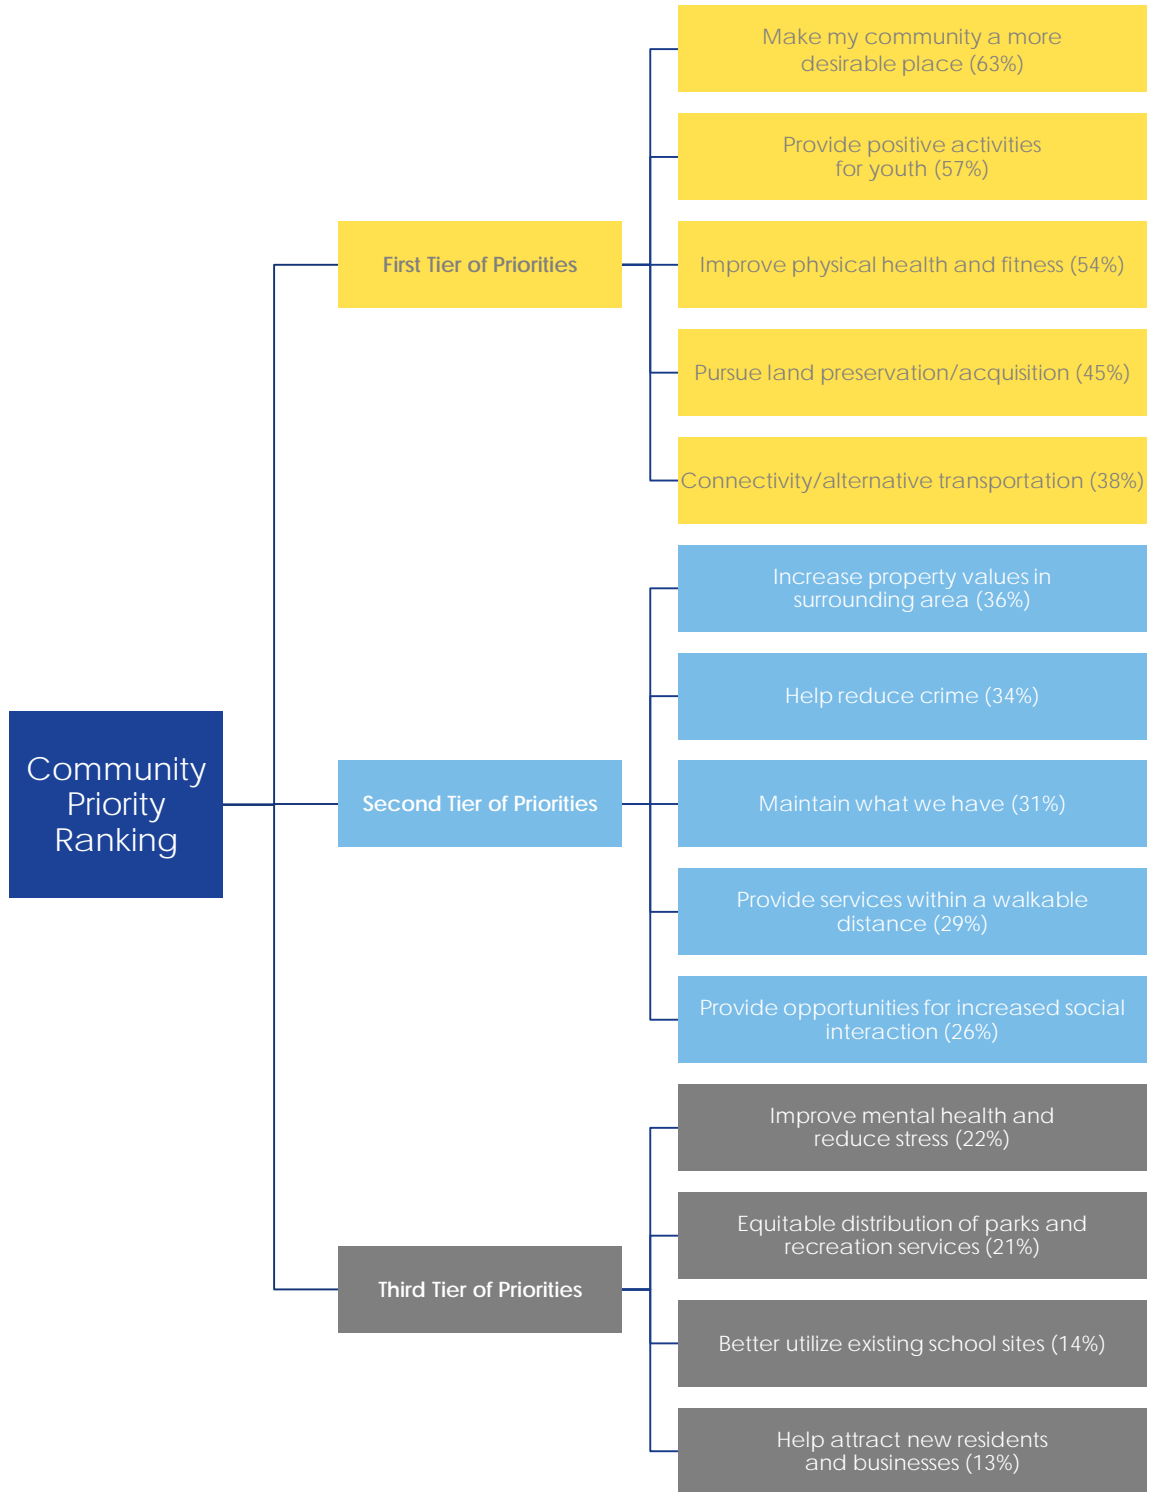 Community
Priority
Ranking
First Tier of Priorities
Make my community a more
desirable place (63%)
Provide positive activities
for youth (57%)
Improve physical health and fitness (54%)
Pursue land preservation/acquisition (45%)
Connectivity/alternative transportation (38%)
Second Tier of Priorities
Increase property values in
surrounding area (36%)
Help reduce crime (34%)
Maintain what we have (31%)
Provide services within a walkable
distance (29%)
Provide opportunities for increased social
interaction (26%)
Third Tier of Priorities
Improve mental health and
reduce stress (22%)
Equitable distribution of parks and
recreation services (21%)
Better utilize existing school sites (14%)
Help attract new residents
and businesses (13%)